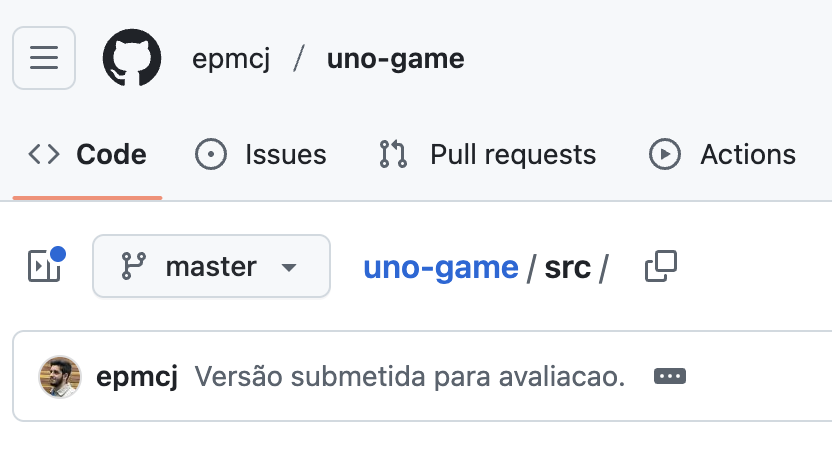 epmcj / uno-game
Code Issues Pull requests Actions
master uno-game / src /
epmcj Versão submetida para avaliacao.